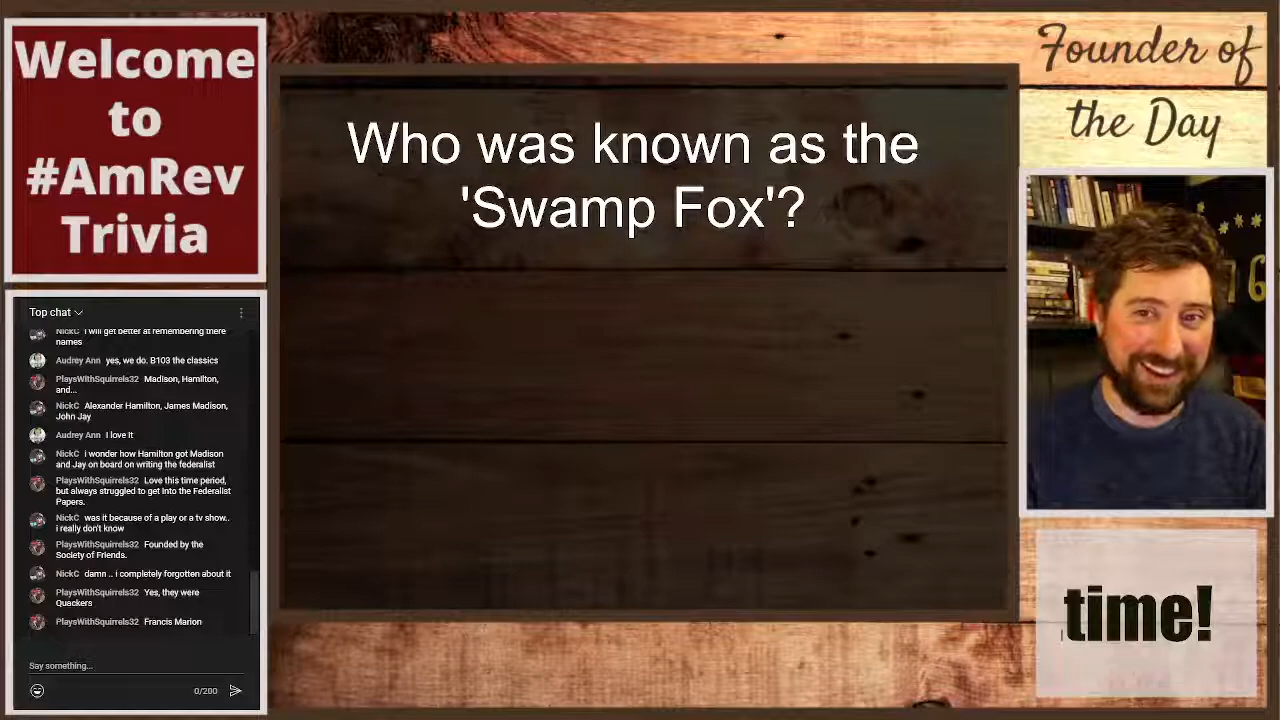 Welcome
to
#AmRev
Trivia
Who was known as the
'Swamp Fox'?
Founder of
the Day
76
Top chat
NickC i will get better at remembering there
names
Audrey Ann yes, we do. B103 the classics
PlaysWithSquirrels32 Madison, Hamilton,
and...
NickC Alexander Hamilton, James Madison,
John Jay
Audrey Ann I love it
NickC i wonder how Hamilton got Madison
and Jay on board on writing the federalist
PlaysWithSquirrels32 Love this time period,
but always struggled to get into the Federalist
Papers.
NickC was it because of a play or a tv show..
i really don't know
PlaysWithSquirrels32 Founded by the
Society of Friends.
NickC damn .. i completely forgotten about it
PlaysWithSquirrels32 Yes, they were
Quackers
PlaysWithSquirrels32 Francis Marion
Say something...
0/200
time!